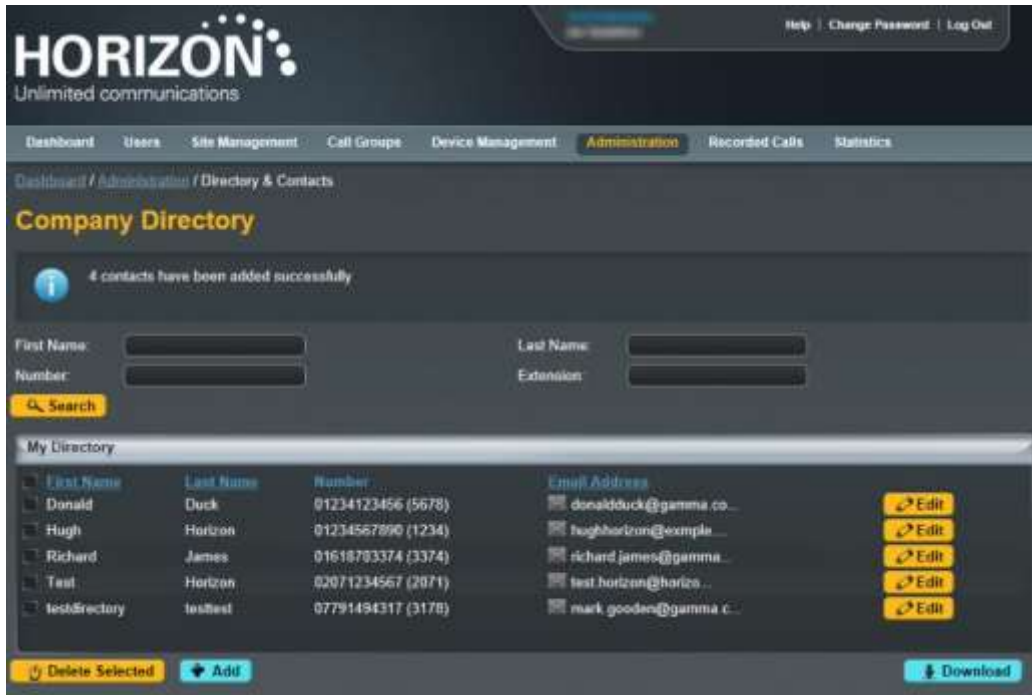 Help | Change Password | Log Out
HORIZON
Unlimited communications
Dashboard Users Site Management Call Groups Device Management Administration Recorded Calls Statistics
Dashboard / Administration / Directory & Contacts
Company Directory
4 contacts have been added successfully
First Name: Last Name:
Number: Extension:
Search
My Directory
First Name Last Name Number Email Address
Donald Duck 01234123456 (5678) donaldduck@gamma.co... Edit
Hugh Horizon 01234567890 (1234) hughhorizon@exmple... Edit
Richard James 01618783374 (3374) richard.james@gamma... Edit
Test Horizon 02071234567 (2071) test.horizon@horizo... Edit
testdirectory testtest 07791494317 (3178) mark.gooden@gamma.c... Edit
Delete Selected Add Download